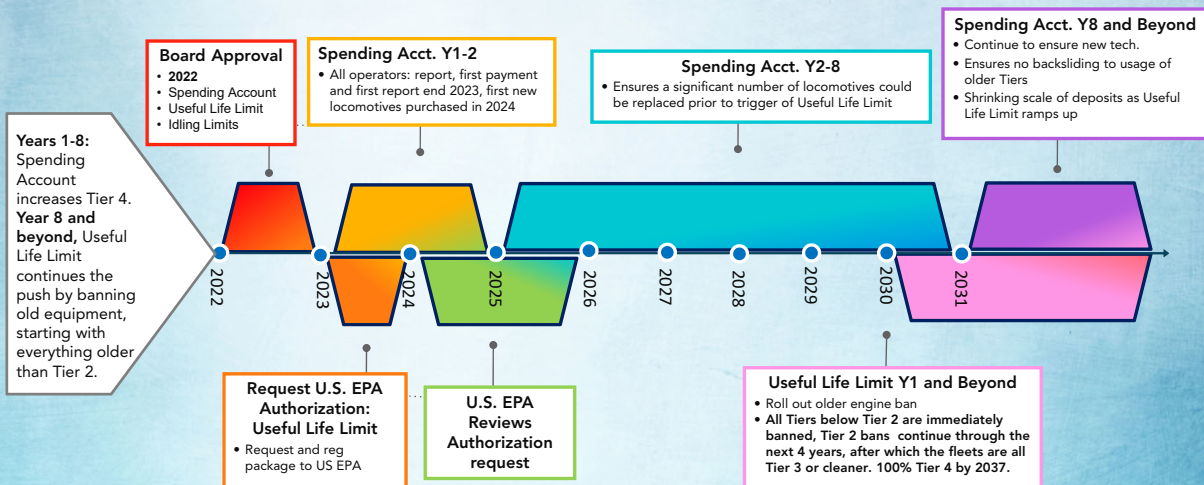 Years 1-8:
Spending
Account
increases Tier 4.
Year 8 and
beyond, Useful
Life Limit
continues the
push by banning
old equipment,
starting with
everything older
than Tier 2.
Board Approval
• 2022
• Spending Account
• Useful Life Limit
• Idling Limits
Spending Acct. Y1-2
• All operators: report, first payment
and first report end 2023, first new
locomotives purchased in 2024
Spending Acct. Y2-8
• Ensures a significant number of locomotives could
be replaced prior to trigger of Useful Life Limit
Spending Acct. Y8 and Beyond
• Continue to ensure new tech.
• Ensures no backsliding to usage of
older Tiers
• Shrinking scale of deposits as Useful
Life Limit ramps up
2022
2023
2024
2025
2026
2027
2028
2029
2030
2031
Request U.S. EPA
Authorization:
Useful Life Limit
• Request and reg
package to US EPA
U.S. EPA
Reviews
Authorization
request
Useful Life Limit Y1 and Beyond
• Roll out older engine ban
• All Tiers below Tier 2 are immediately
banned, Tier 2 bans continue through the
next 4 years, after which the fleets are all
Tier 3 or cleaner. 100% Tier 4 by 2037.